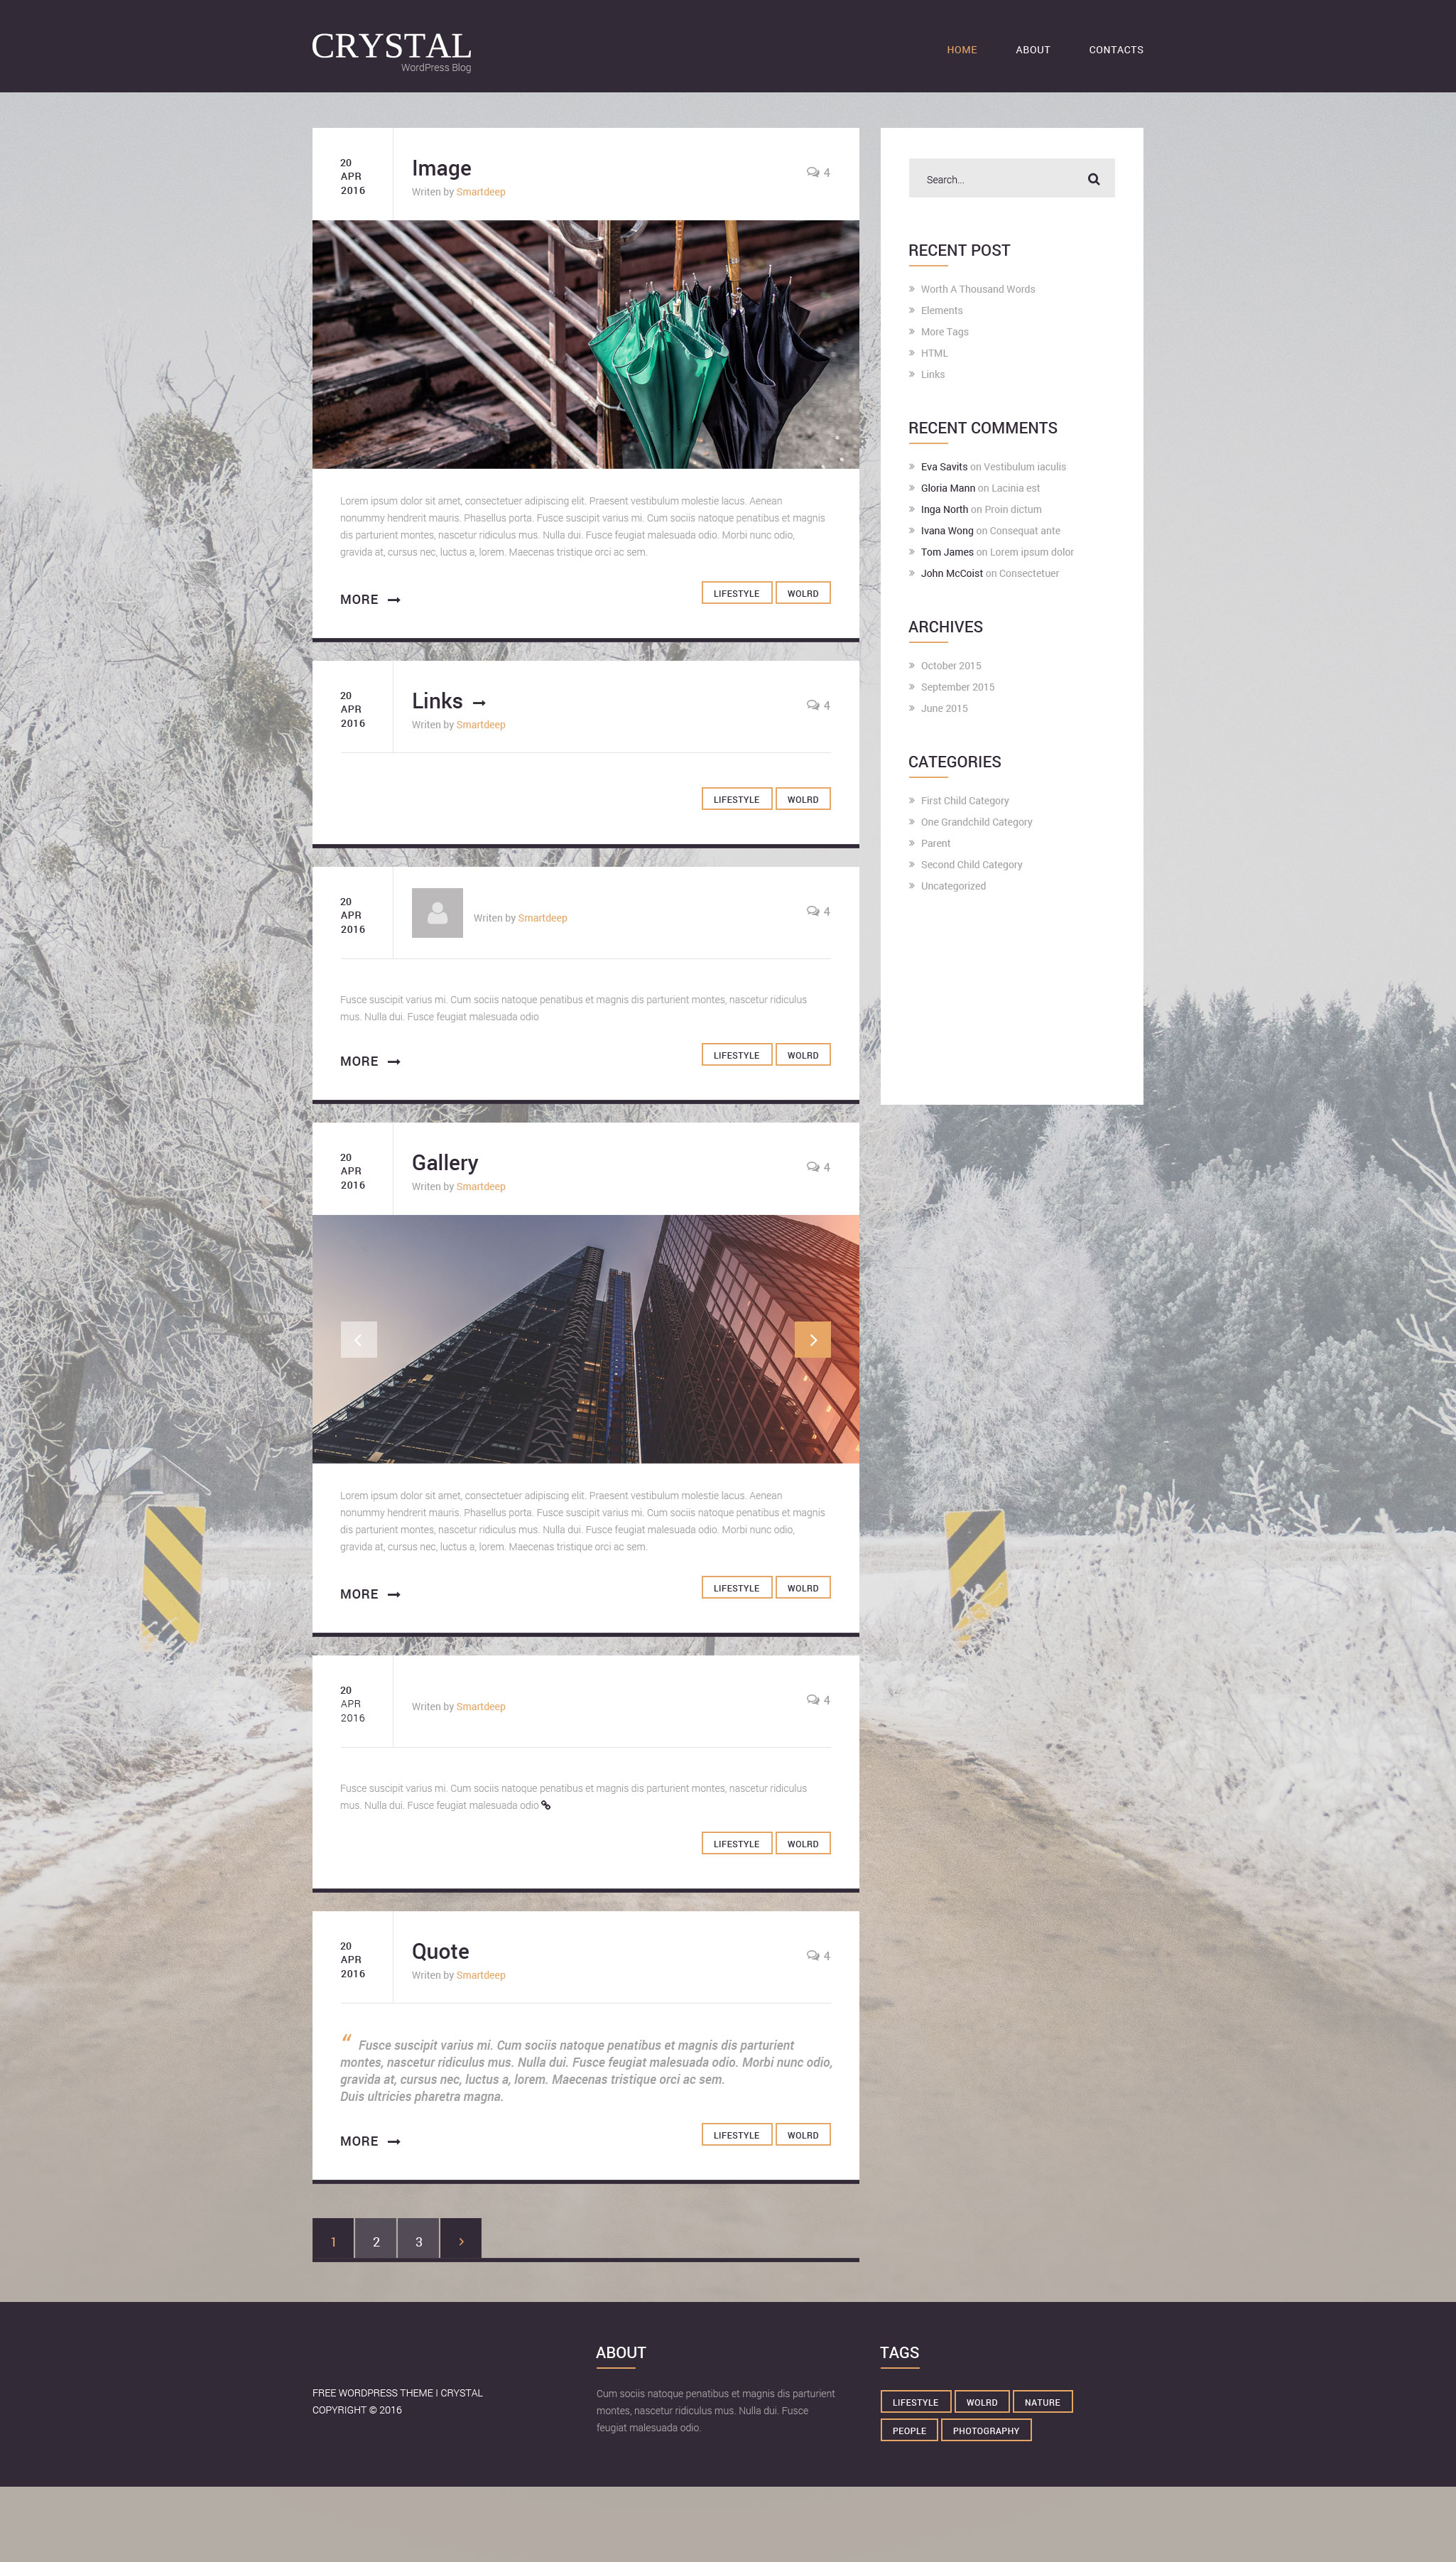 CRYSTAL
WordPress Blog
HOME ABOUT CONTACTS
20
APR
2016
Image
Writen by Smartdeep
4
Lorem ipsum dolor sit amet, consectetuer adipiscing elit. Praesent vestibulum molestie lacus. Aenean
nonummy hendrerit mauris. Phasellus porta. Fusce suscipit varius mi. Cum sociis natoque penatibus et magnis
dis parturient montes, nascetur ridiculus mus. Nulla dui. Fusce feugiat malesuada odio. Morbi nunc odio,
gravida at, cursus nec, luctus a, lorem. Maecenas tristique orci ac sem.
MORE
LIFESTYLE WOLRD
20
APR
2016
Links
Writen by Smartdeep
4
LIFESTYLE WOLRD
20
APR
2016
Writen by Smartdeep
4
Fusce suscipit varius mi. Cum sociis natoque penatibus et magnis dis parturient montes, nascetur ridiculus
mus. Nulla dui. Fusce feugiat malesuada odio
MORE
LIFESTYLE WOLRD
20
APR
2016
Gallery
Writen by Smartdeep
4
Lorem ipsum dolor sit amet, consectetuer adipiscing elit. Praesent vestibulum molestie lacus. Aenean
nonummy hendrerit mauris. Phasellus porta. Fusce suscipit varius mi. Cum sociis natoque penatibus et magnis
dis parturient montes, nascetur ridiculus mus. Nulla dui. Fusce feugiat malesuada odio. Morbi nunc odio,
gravida at, cursus nec, luctus a, lorem. Maecenas tristique orci ac sem.
MORE
LIFESTYLE WOLRD
20
APR
2016
Writen by Smartdeep
4
Fusce suscipit varius mi. Cum sociis natoque penatibus et magnis dis parturient montes, nascetur ridiculus
mus. Nulla dui. Fusce feugiat malesuada odio
LIFESTYLE WOLRD
20
APR
2016
Quote
Writen by Smartdeep
4
“ Fusce suscipit varius mi. Cum sociis natoque penatibus et magnis dis parturient
montes, nascetur ridiculus mus. Nulla dui. Fusce feugiat malesuada odio. Morbi nunc odio,
gravida at, cursus nec, luctus a, lorem. Maecenas tristique orci ac sem.
Duis ultricies pharetra magna.
MORE
LIFESTYLE WOLRD
1 2 3 >
Search...
RECENT POST
» Worth A Thousand Words
» Elements
» More Tags
» HTML
» Links
RECENT COMMENTS
» Eva Savits on Vestibulum iaculis
» Gloria Mann on Lacinia est
» Inga North on Proin dictum
» Ivana Wong on Consequat ante
» Tom James on Lorem ipsum dolor
» John McCoist on Consectetuer
ARCHIVES
» October 2015
» September 2015
» June 2015
CATEGORIES
» First Child Category
» One Grandchild Category
» Parent
» Second Child Category
» Uncategorized
FREE WORDPRESS THEME I CRYSTAL
COPYRIGHT © 2016
ABOUT
Cum sociis natoque penatibus et magnis dis parturient
montes, nascetur ridiculus mus. Nulla dui. Fusce
feugiat malesuada odio.
TAGS
LIFESTYLE WOLRD NATURE
PEOPLE PHOTOGRAPHY